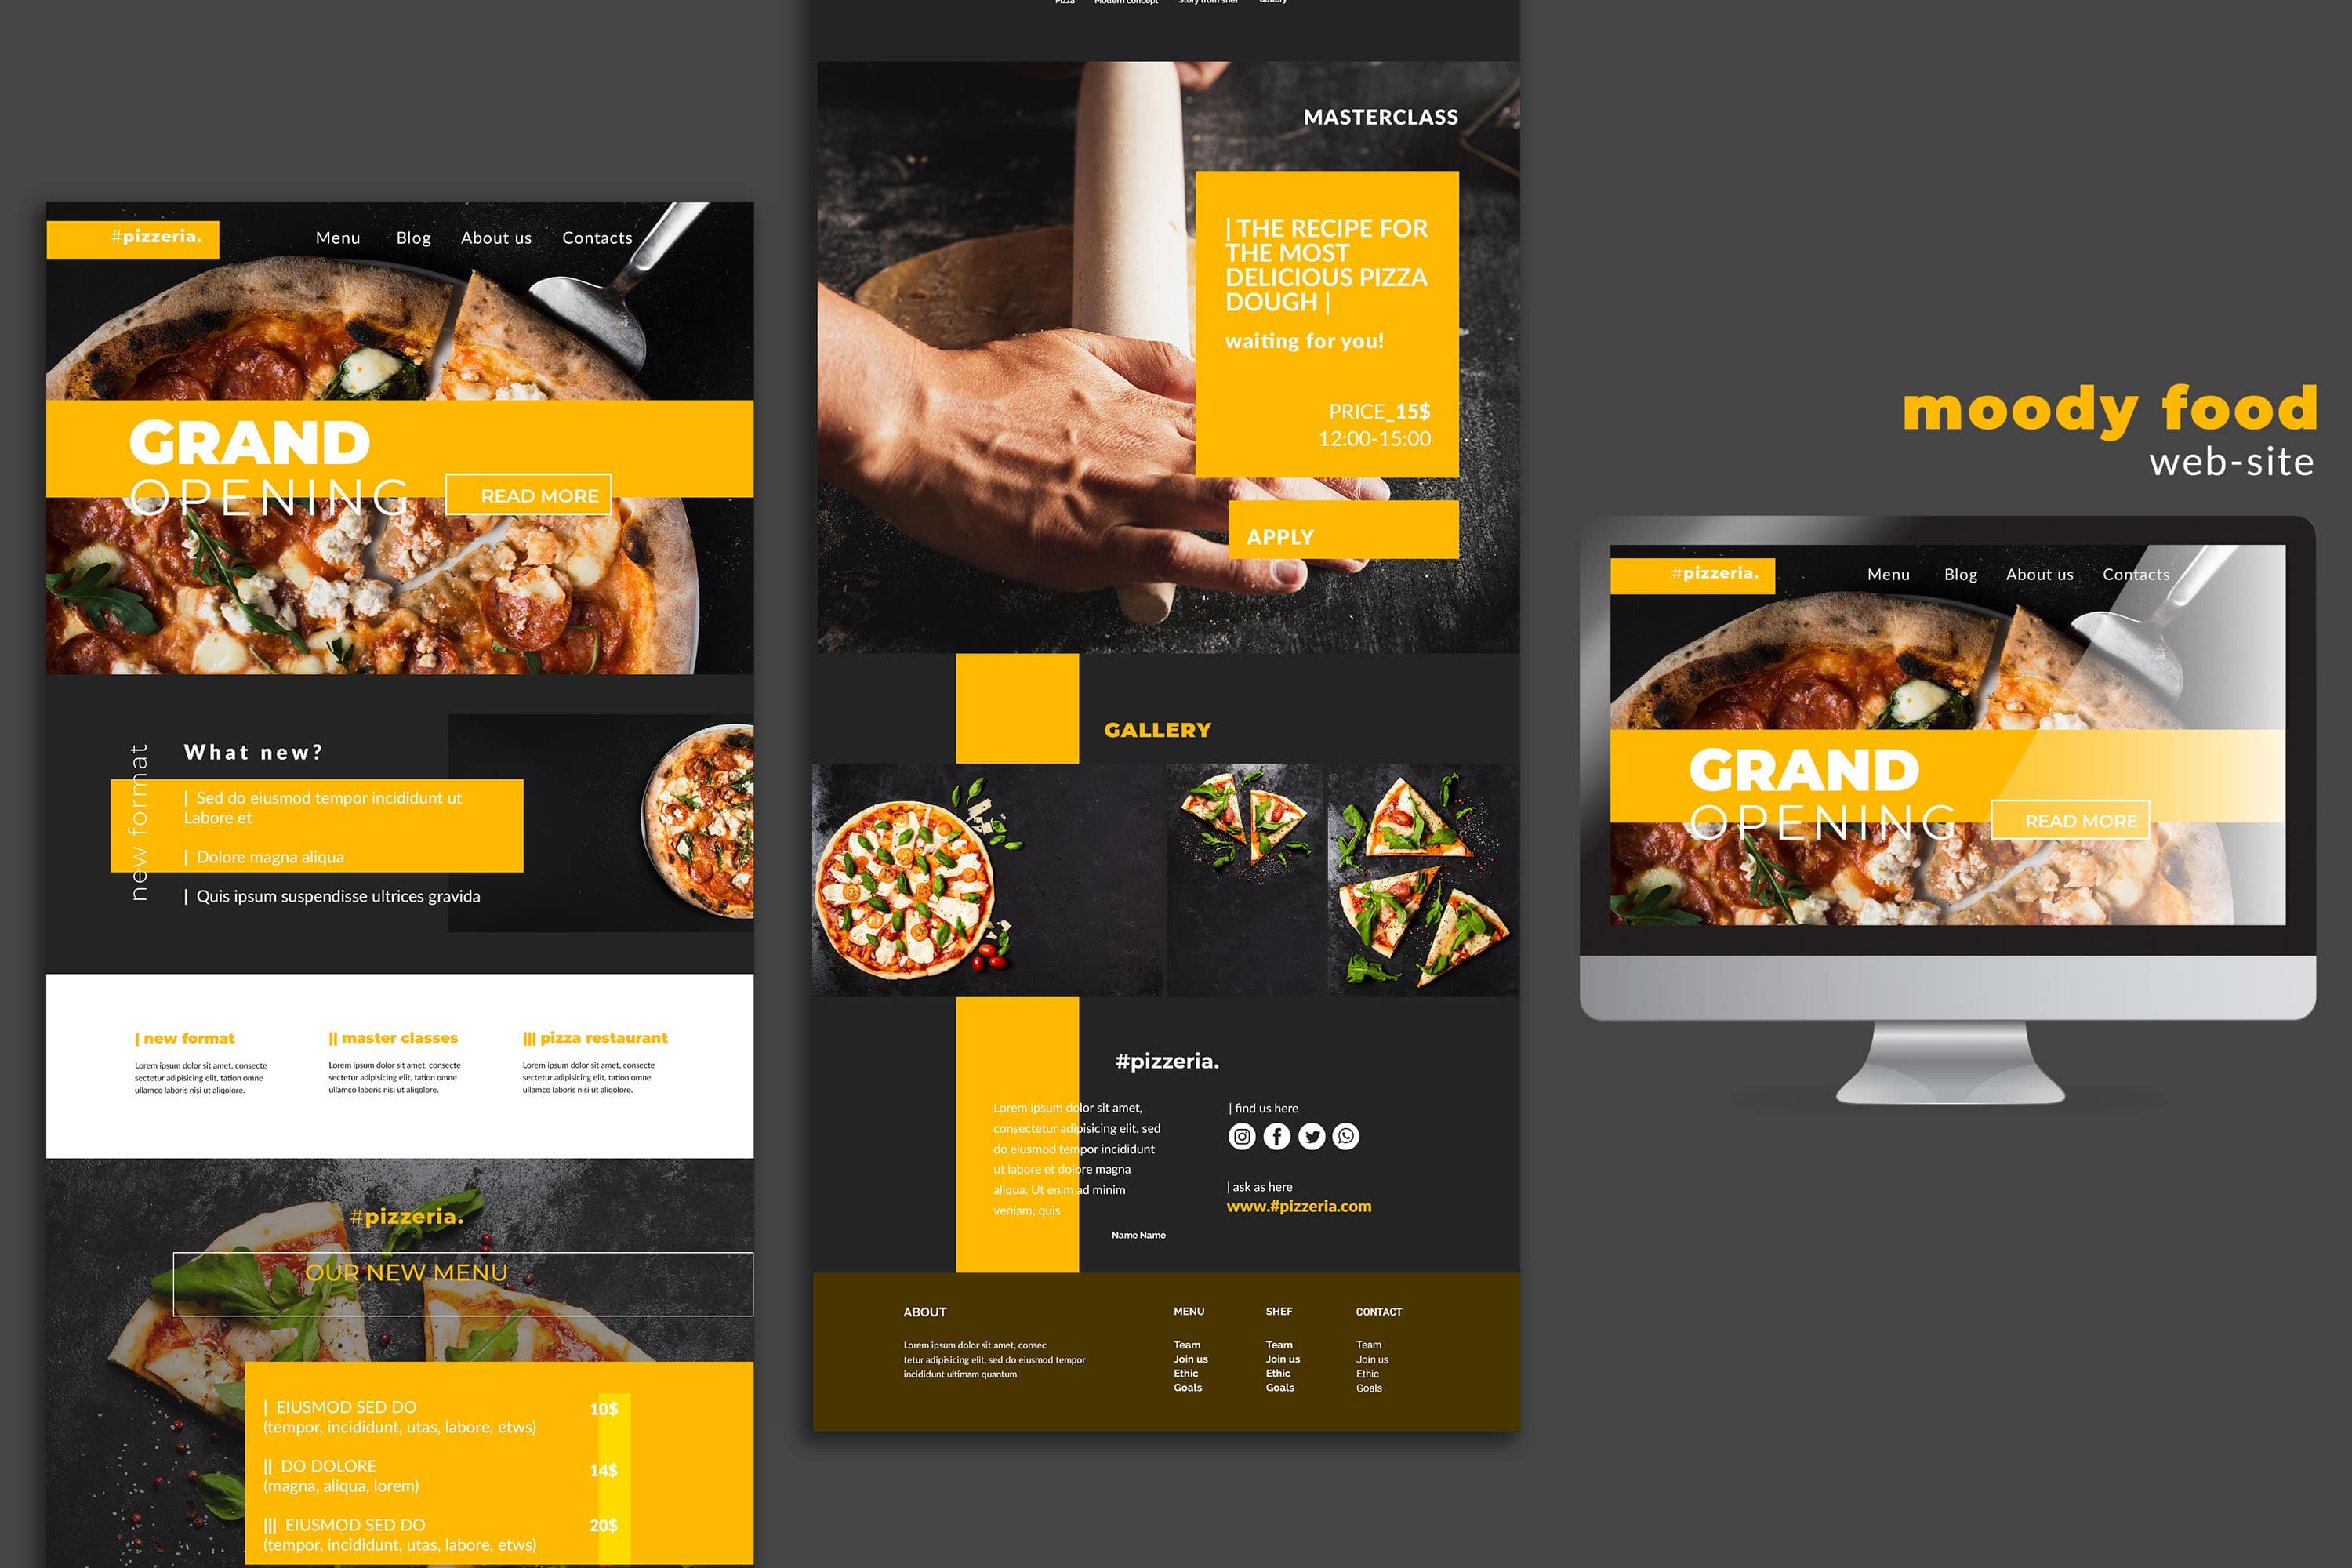 #pizzeria.
Menu Blog About us Contacts
GRAND
OPENING
READ MORE
new format
What new?
| Sed do eiusmod tempor incididunt ut
Labore et
| Dolore magna aliqua
| Quis ipsum suspendisse ultrices gravida
| new format
Lorem ipsum dolor sit amet, consecte
sectetur adipisicing elit, tation omne
ullamco laboris nisi ut aliqolore.
|| master classes
Lorem ipsum dolor sit amet, consecte
sectetur adipisicing elit, tation omne
ullamco laboris nisi ut aliqolore.
||| pizza restaurant
Lorem ipsum dolor sit amet, consecte
sectetur adipisicing elit, tation omne
ullamco laboris nisi ut aliqolore.
#pizzeria.
OUR NEW MENU
| EIUSMOD SED DO 10$
(tempor, incididunt, utas, labore, etws)
|| DO DOLORE 14$
(magna, aliqua, lorem)
||| EIUSMOD SED DO 20$
(tempor, incididunt, utas, labore, etws)
Pizza Modern concept Story from shef Gallery
MASTERCLASS
| THE RECIPE FOR
THE MOST
DELICIOUS PIZZA
DOUGH |
waiting for you!
PRICE_15$
12:00-15:00
APPLY
GALLERY
#pizzeria.
Lorem ipsum dolor sit amet,
consectetur adipisicing elit, sed
do eiusmod tempor incididunt
ut labore et dolore magna
aliqua. Ut enim ad minim
veniam, quis
Name Name
| find us here
| ask as here
www.#pizzeria.com
ABOUT
Lorem ipsum dolor sit amet, consec
tetur adipisicing elit, sed do eiusmod tempor
incididunt ultimam quantum
MENU
Team
Join us
Ethic
Goals
SHEF
Team
Join us
Ethic
Goals
CONTACT
Team
Join us
Ethic
Goals
moody food
web-site
#pizzeria.
Menu Blog About us Contacts
GRAND
OPENING
READ MORE